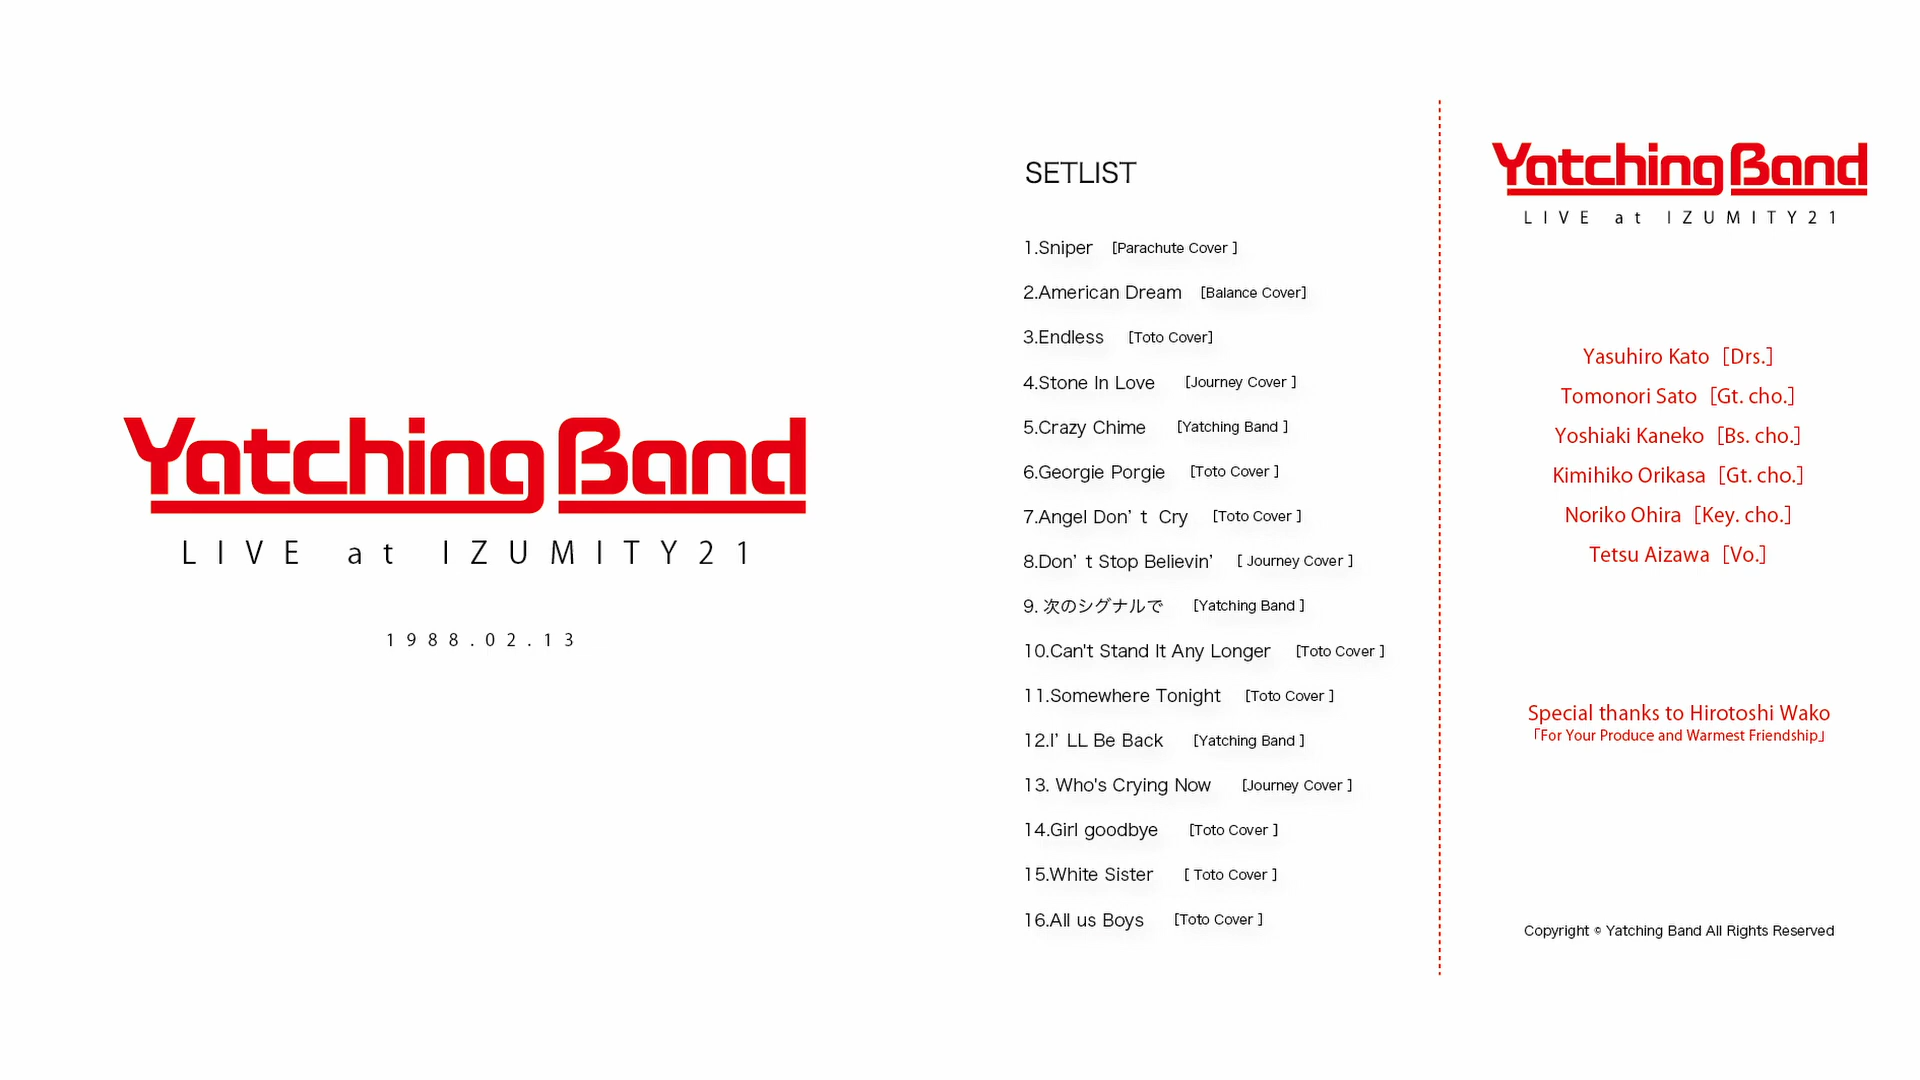 Yatching Band
LIVE at IZUMITY21
1988.02.13
SETLIST
1.Sniper [Parachute Cover ]
2.American Dream [Balance Cover]
3.Endless [Toto Cover]
4.Stone In Love [Journey Cover ]
5.Crazy Chime [Yatching Band ]
6.Georgie Porgie [Toto Cover ]
7.Angel Don’t Cry [Toto Cover ]
8.Don’t Stop Believin’ [ Journey Cover ]
9. 次のシグナルで [Yatching Band ]
10.Can't Stand It Any Longer [Toto Cover ]
11.Somewhere Tonight [Toto Cover ]
12.I’LL Be Back [Yatching Band ]
13. Who's Crying Now [Journey Cover ]
14.Girl goodbye [Toto Cover ]
15.White Sister [ Toto Cover ]
16.All us Boys [Toto Cover ]
Yatching Band
LIVE at IZUMITY21
Yasuhiro Kato [Drs.]
Tomonori Sato [Gt. cho.]
Yoshiaki Kaneko [Bs. cho.]
Kimihiko Orikasa [Gt. cho.]
Noriko Ohira [Key. cho.]
Tetsu Aizawa [Vo.]
Special thanks to Hirotoshi Wako
「For Your Produce and Warmest Friendship」
Copyright © Yatching Band All Rights Reserved